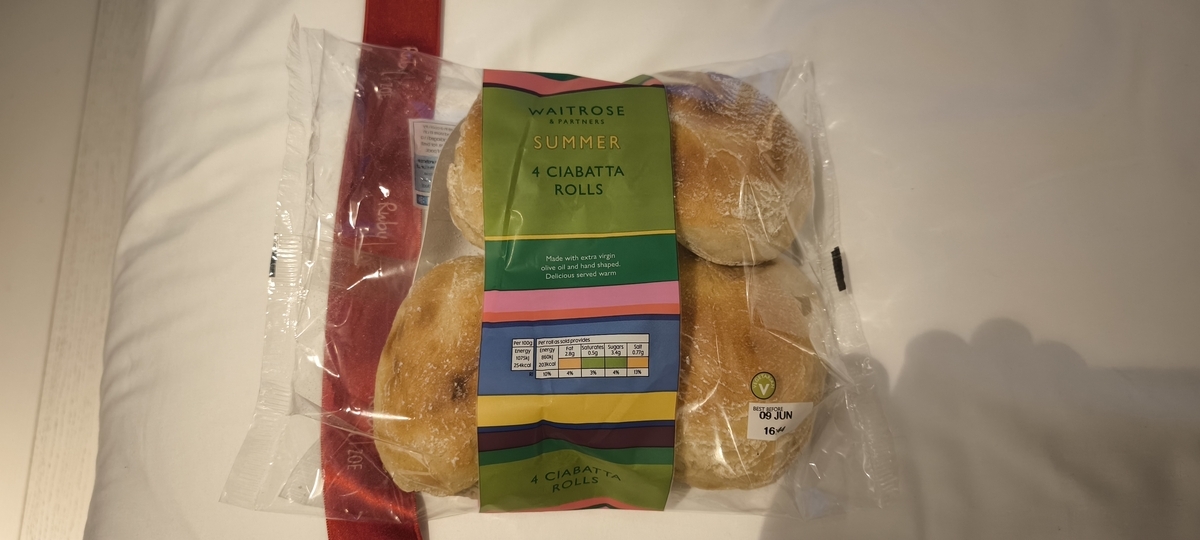 WAITROSE
& PARTNERS
SUMMER
4 CIABATTA
ROLLS
Made with extra virgin
olive oil and hand shaped.
Delicious served warm
Per 100g
Energy
1075kJ
254kcal
Per roll as sold provides
Energy
860kJ
203kcal
10%
Fat
2.8g
4%
Saturates
0.5g
3%
Sugars
3.4g
4%
Salt
0.77g
13%
4 CIABATTA
ROLLS
V
BEST BEFORE
09 JUN
16
Ruby